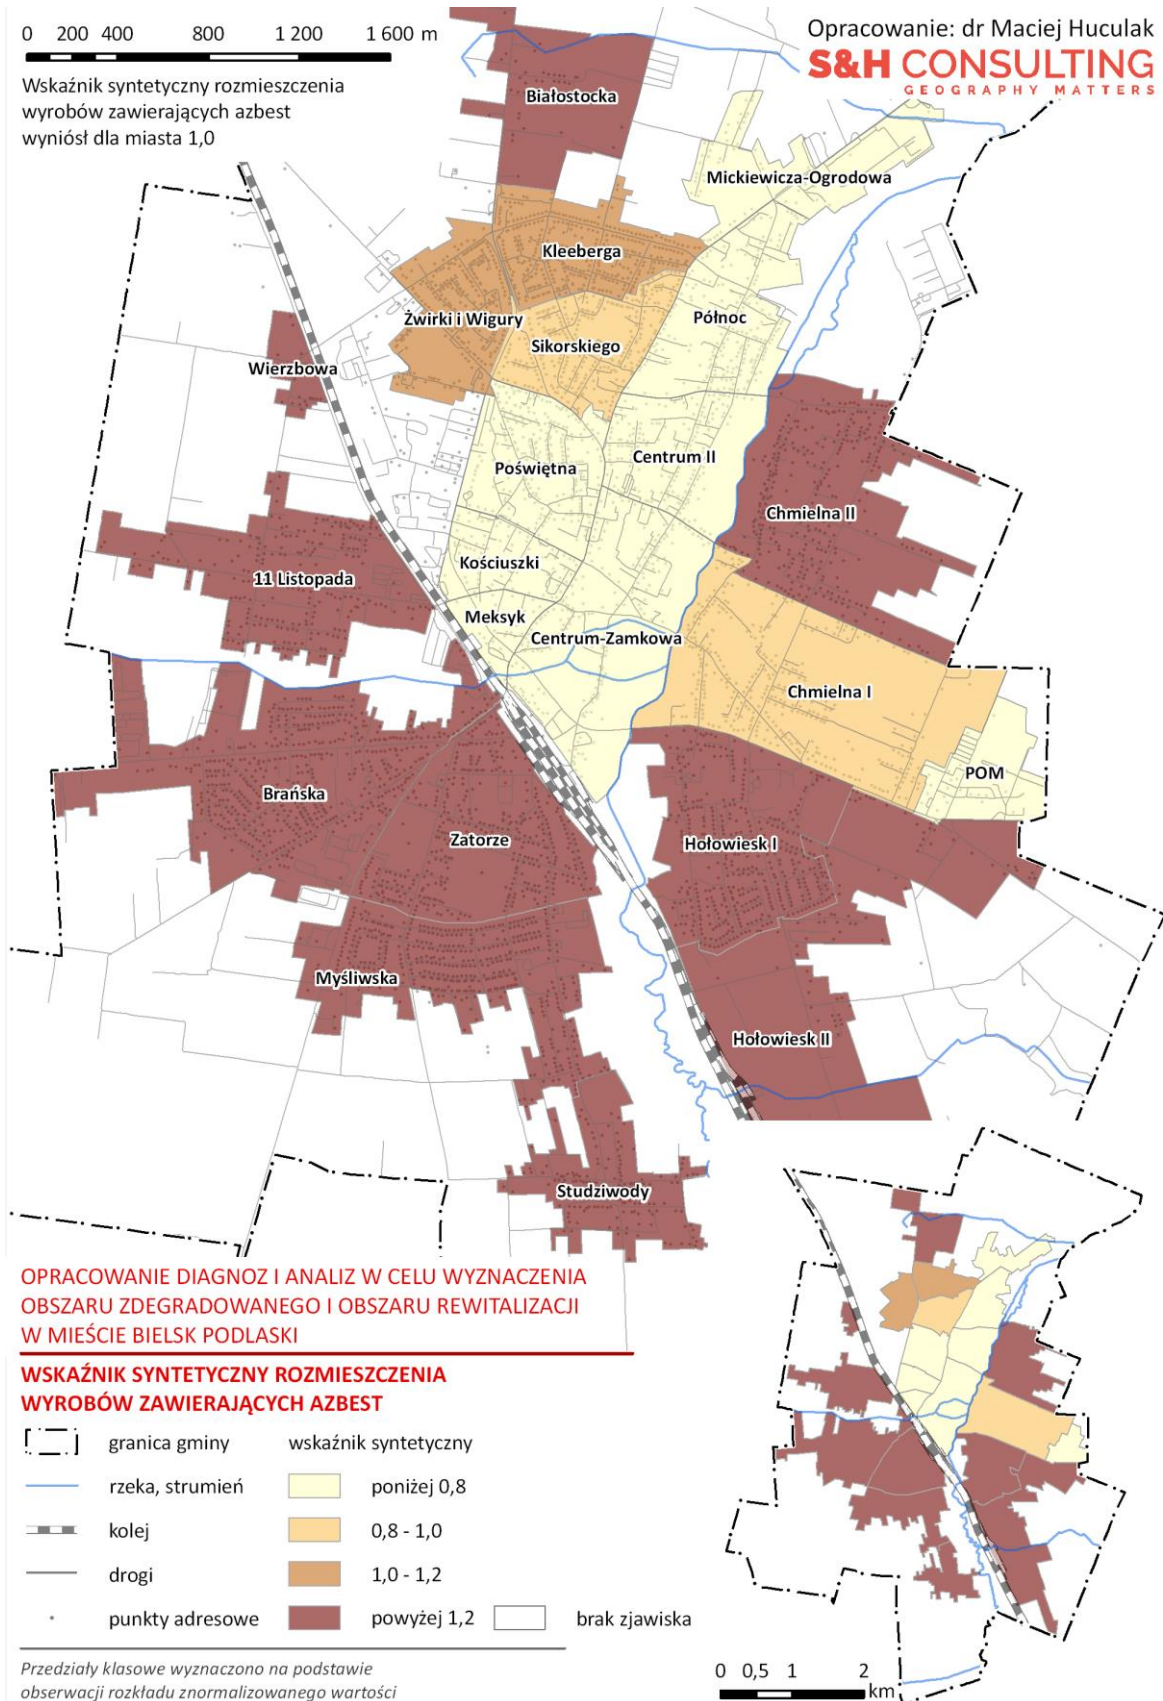 0 200 400 800 1 200 1 600 m
Wskaźnik syntetyczny rozmieszczenia
wyrobów zawierających azbest
wyniósł dla miasta 1,0
Opracowanie: dr Maciej Huculak
S&H CONSULTING
GEOGRAPHY MATTERS
Białostocka
Mickiewicza-Ogrodowa
Kleeberga
Żwirki i Wigury
Północ
Sikorskiego
Wierzbowa
Centrum II
Poświętna
Chmielna II
Kościuszki
11 Listopada
Meksyk
Centrum-Zamkowa
Chmielna I
POM
Brańska
Zatorze
Hołowiesk I
Myśliwska
Hołowiesk II
Studziwody
OPRACOWANIE DIAGNOZ I ANALIZ W CELU WYZNACZENIA
OBSZARU ZDEGRADOWANEGO I OBSZARU REWITALIZACJI
W MIEŚCIE BIELSK PODLASKI
WSKAŹNIK SYNTETYCZNY ROZMIESZCZENIA
WYROBÓW ZAWIERAJĄCYCH AZBEST
granica gminy wskaźnik syntetyczny
rzeka, strumień poniżej 0,8
kolej 0,8 - 1,0
drogi 1,0 - 1,2
punkty adresowe powyżej 1,2 brak zjawiska
Przedziały klasowe wyznaczono na podstawie
obserwacji rozkładu znormalizowanego wartości
0 0,5 1 2
km